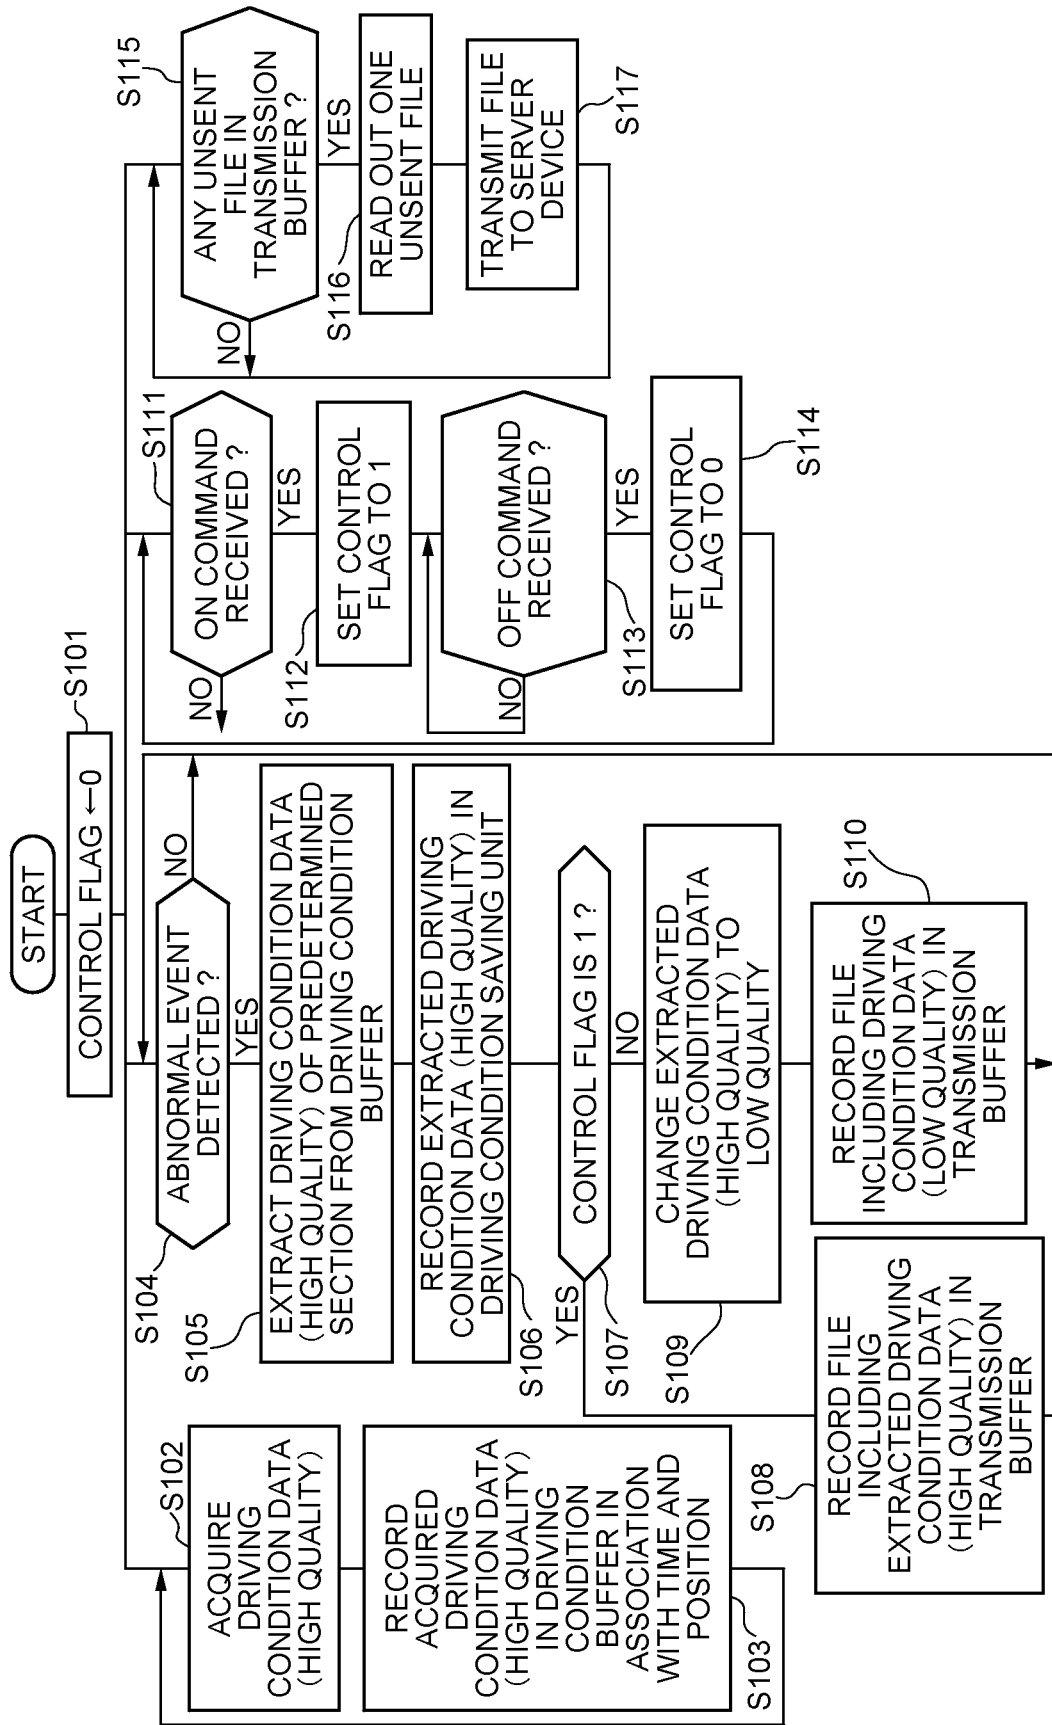 START
CONTROL FLAG ←0
S101
ACQUIRE
DRIVING
CONDITION DATA
(HIGH QUALITY)
S102
RECORD
ACQUIRED
DRIVING
CONDITION DATA
(HIGH QUALITY)
IN DRIVING
CONDITION
BUFFER IN
ASSOCIATION
WITH TIME AND
POSITION
S103
ABNORMAL EVENT
DETECTED ?
S104
NO
YES
EXTRACT DRIVING CONDITION DATA
(HIGH QUALITY) OF PREDETERMINED
SECTION FROM DRIVING CONDITION
BUFFER
S105
RECORD EXTRACTED DRIVING
CONDITION DATA (HIGH QUALITY) IN
DRIVING CONDITION SAVING UNIT
S106
CONTROL FLAG IS 1 ?
S107
YES
NO
RECORD FILE
INCLUDING
EXTRACTED DRIVING
CONDITION DATA
(HIGH QUALITY) IN
TRANSMISSION
BUFFER
S108
CHANGE EXTRACTED
DRIVING CONDITION DATA
(HIGH QUALITY) TO
LOW QUALITY
S109
RECORD FILE
INCLUDING DRIVING
CONDITION DATA
(LOW QUALITY) IN
TRANSMISSION
BUFFER
S110
ON COMMAND
RECEIVED ?
S111
NO
YES
SET CONTROL
FLAG TO 1
S112
OFF COMMAND
RECEIVED ?
S113
NO
YES
SET CONTROL
FLAG TO 0
S114
ANY UNSENT
FILE IN
TRANSMISSION
BUFFER ?
S115
NO
YES
READ OUT ONE
UNSENT FILE
S116
TRANSMIT FILE
TO SERVER
DEVICE
S117